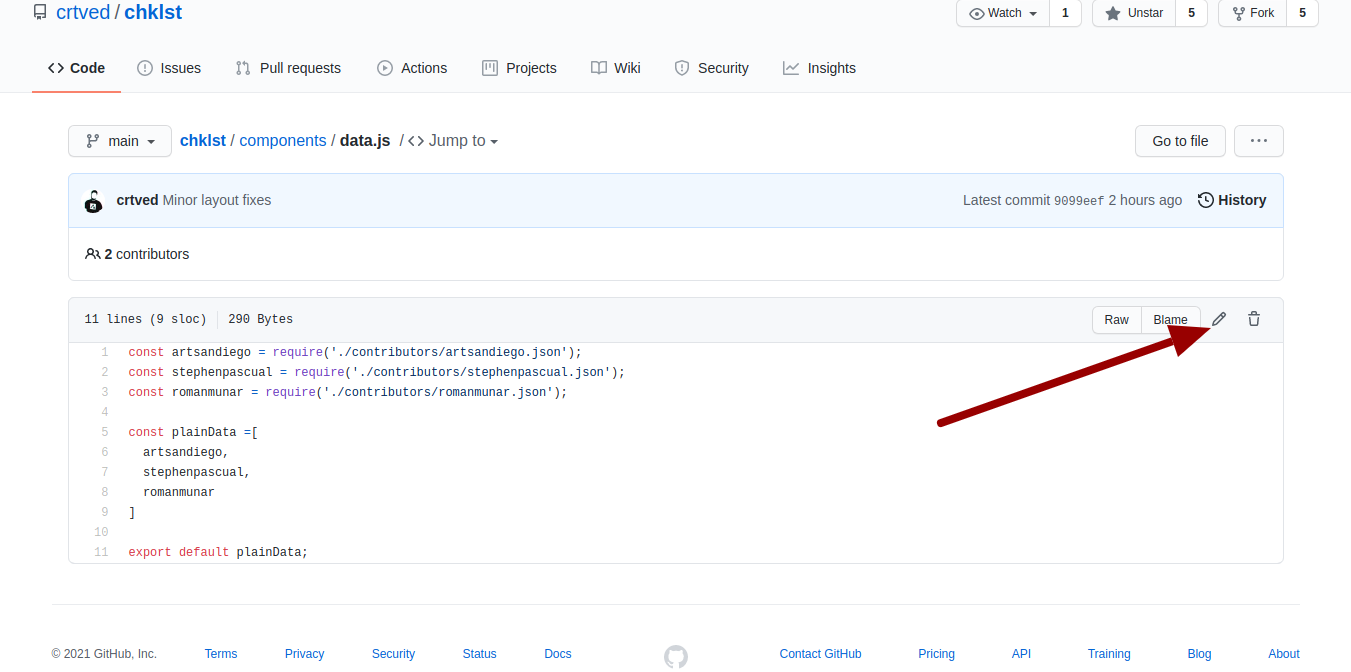 crtved / chklst Watch 1 Unstar 5 Fork 5
Code Issues Pull requests Actions Projects Wiki Security Insights
main chklst / components / data.js / Jump to Go to file ...
crtved Minor layout fixes Latest commit 9099eef 2 hours ago History
2 contributors
11 lines (9 sloc) 290 Bytes Raw Blame
1 const artsandiego = require('./contributors/artsandiego.json');
2 const stephenpascual = require('./contributors/stephenpascual.json');
3 const romanmunar = require('./contributors/romanmunar.json');
4
5 const plainData =[
6 artsandiego,
7 stephenpascual,
8 romanmunar
9 ]
10
11 export default plainData;
© 2021 GitHub, Inc. Terms Privacy Security Status Docs Contact GitHub Pricing API Training Blog About